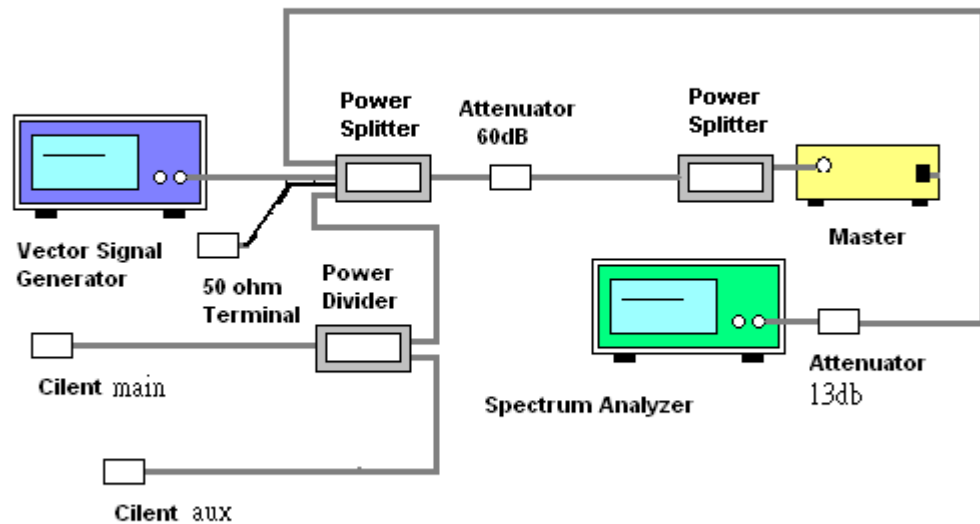 Power
Splitter
Attenuator
60dB
Power
Splitter
Vector Signal
Generator
50 ohm
Terminal
Power
Divider
Master
Cilent main
Spectrum Analyzer
Attenuator
13db
Cilent aux